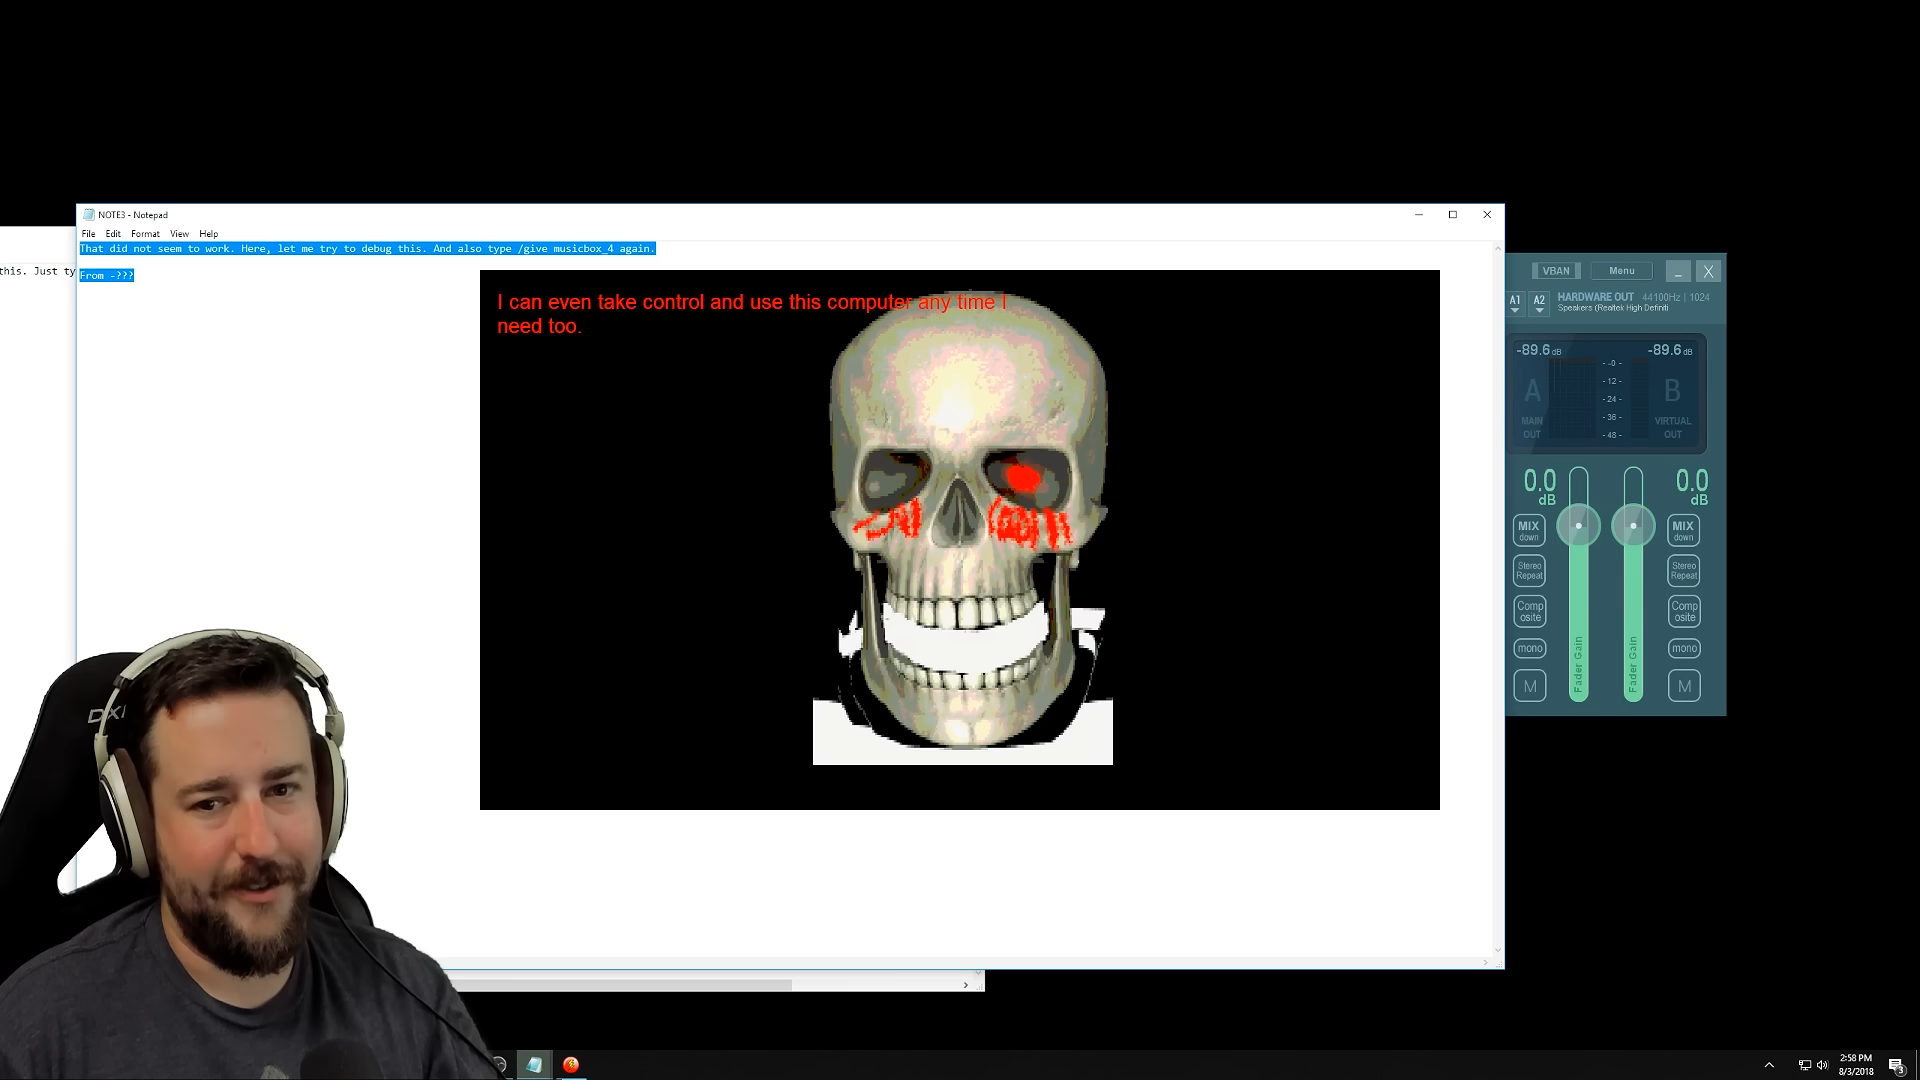 NOTE3 - Notepad
File Edit Format View Help
That did not seem to work. Here, let me try to debug this. And also type /give musicbox_4 again.
From -???
this. Just ty
I can even take control and use this computer any time I
need too.
VBAN Menu _ X
A1 A2 HARDWARE OUT 44100Hz | 1024
Speakers (Realtek High Definiti
-89.6 dB -89.6 dB
-0-
-12-
-24-
-36-
-48-
A B
MAIN OUT VIRTUAL OUT
0.0 dB 0.0 dB
MIX down MIX down
Stereo Repeat Stereo Repeat
Comp osite Comp osite
mono mono
Fader Gain Fader Gain
M M
DX
2:58 PM
8/3/2018
3